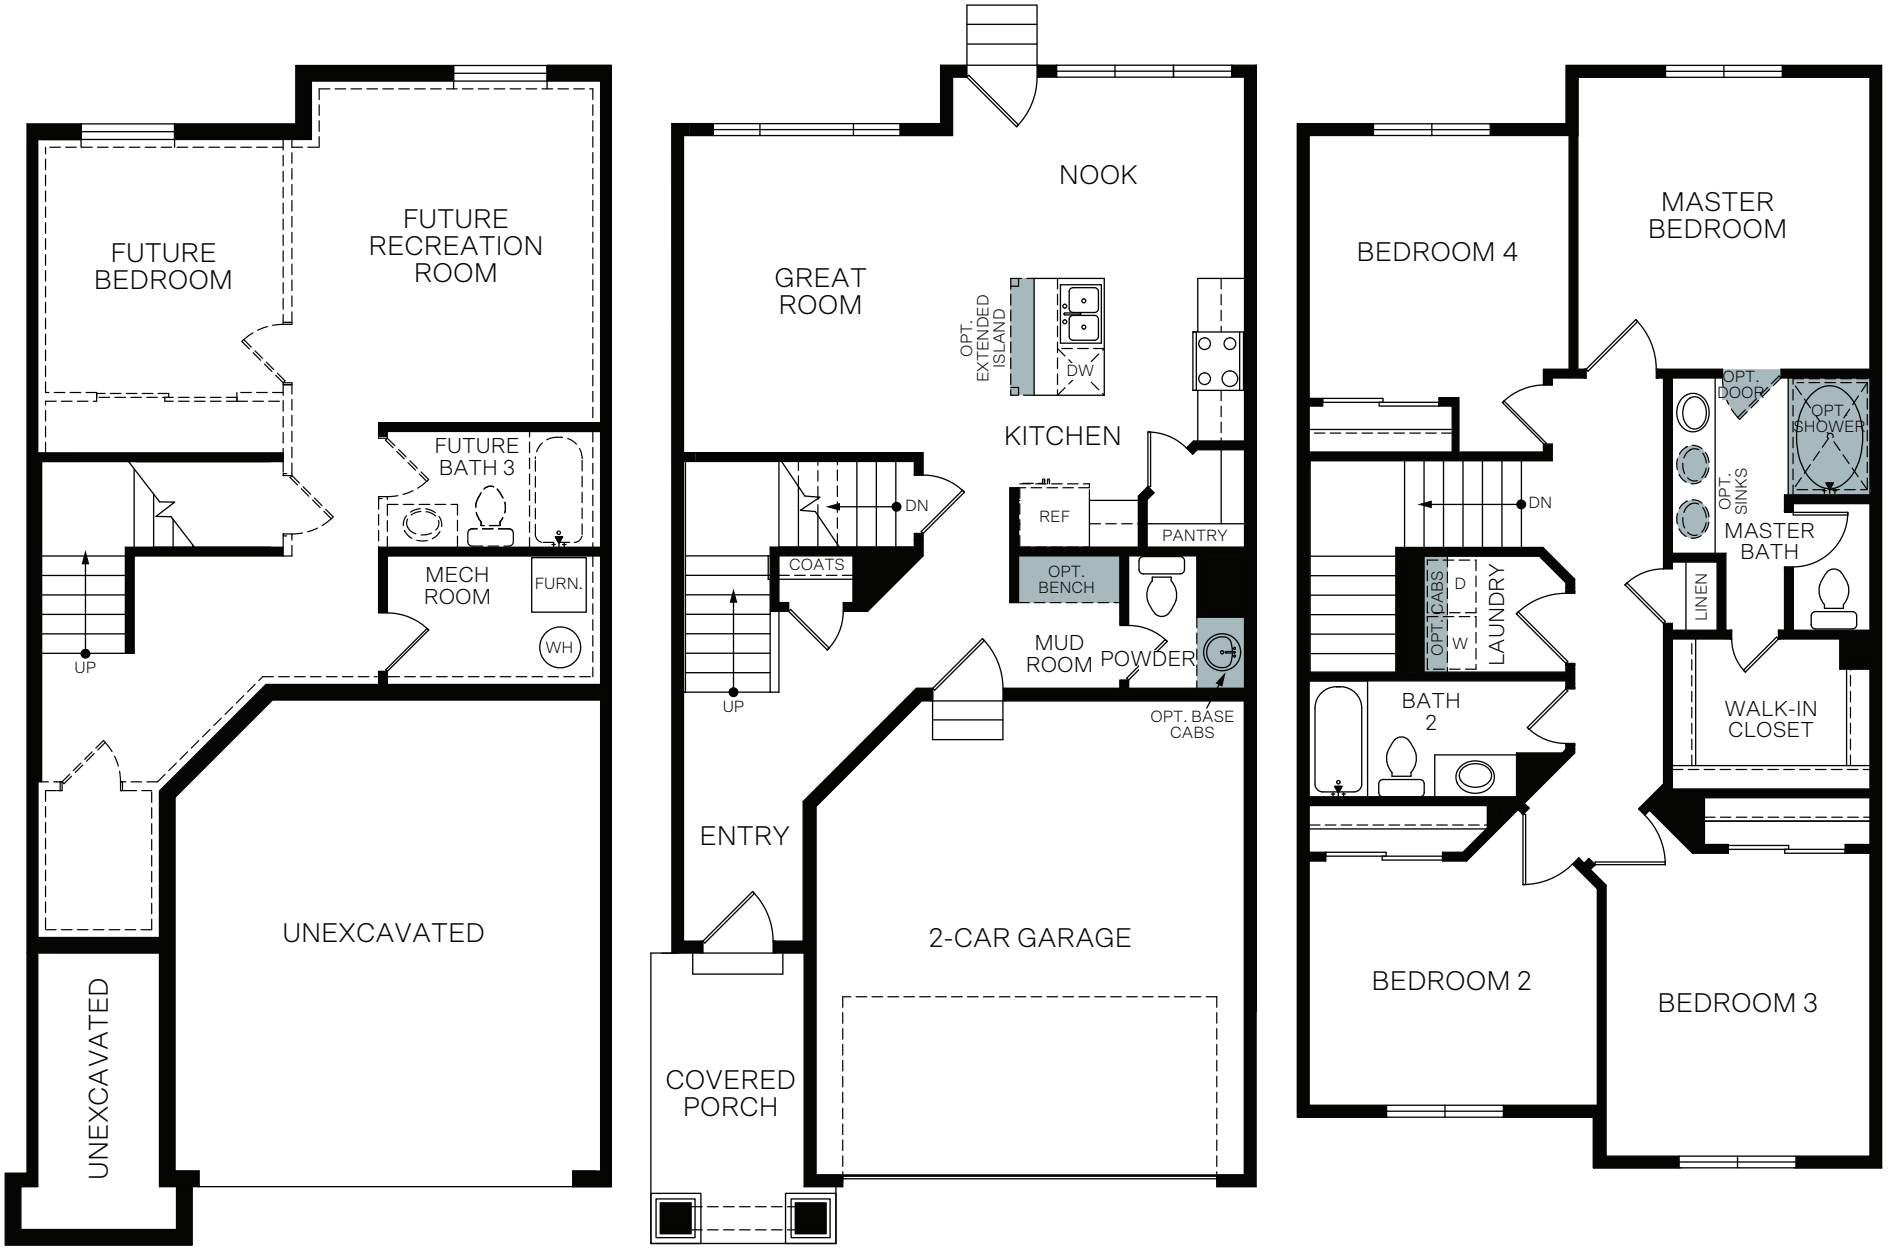 FUTURE
BEDROOM
FUTURE
RECREATION
ROOM
FUTURE
BATH 3
MECH
ROOM
FURN.
WH
UP
UNEXCAVATED
UNEXCAVATED
NOOK
GREAT
ROOM
OPT.
EXTENDED
ISLAND
DW
KITCHEN
DN
REF
PANTRY
COATS
OPT.
BENCH
MUD
ROOM
POWDER
UP
OPT. BASE
CABS
ENTRY
2-CAR GARAGE
COVERED
PORCH
MASTER
BEDROOM
BEDROOM 4
OPT.
DOOR
OPT.
SHOWER
OPT.
SINKS
DN
MASTER
BATH
OPT. CABS
D
W
LAUNDRY
LINEN
BATH
2
WALK-IN
CLOSET
BEDROOM 2
BEDROOM 3